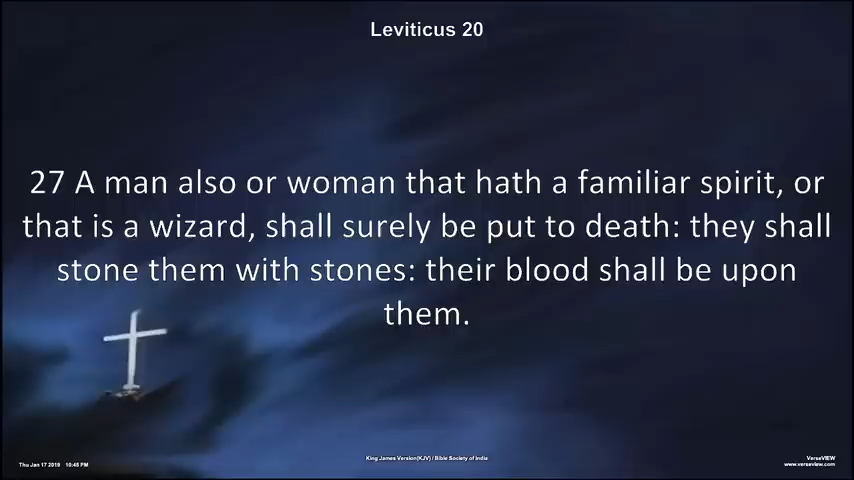 Leviticus 20
27 A man also or woman that hath a familiar spirit, or
that is a wizard, shall surely be put to death: they shall
stone them with stones: their blood shall be upon
them.
King James Version(KJV) / Bible Society of India
Thu Jan 17 2019 10:45 PM
VerseVIEW
www.verseview.com